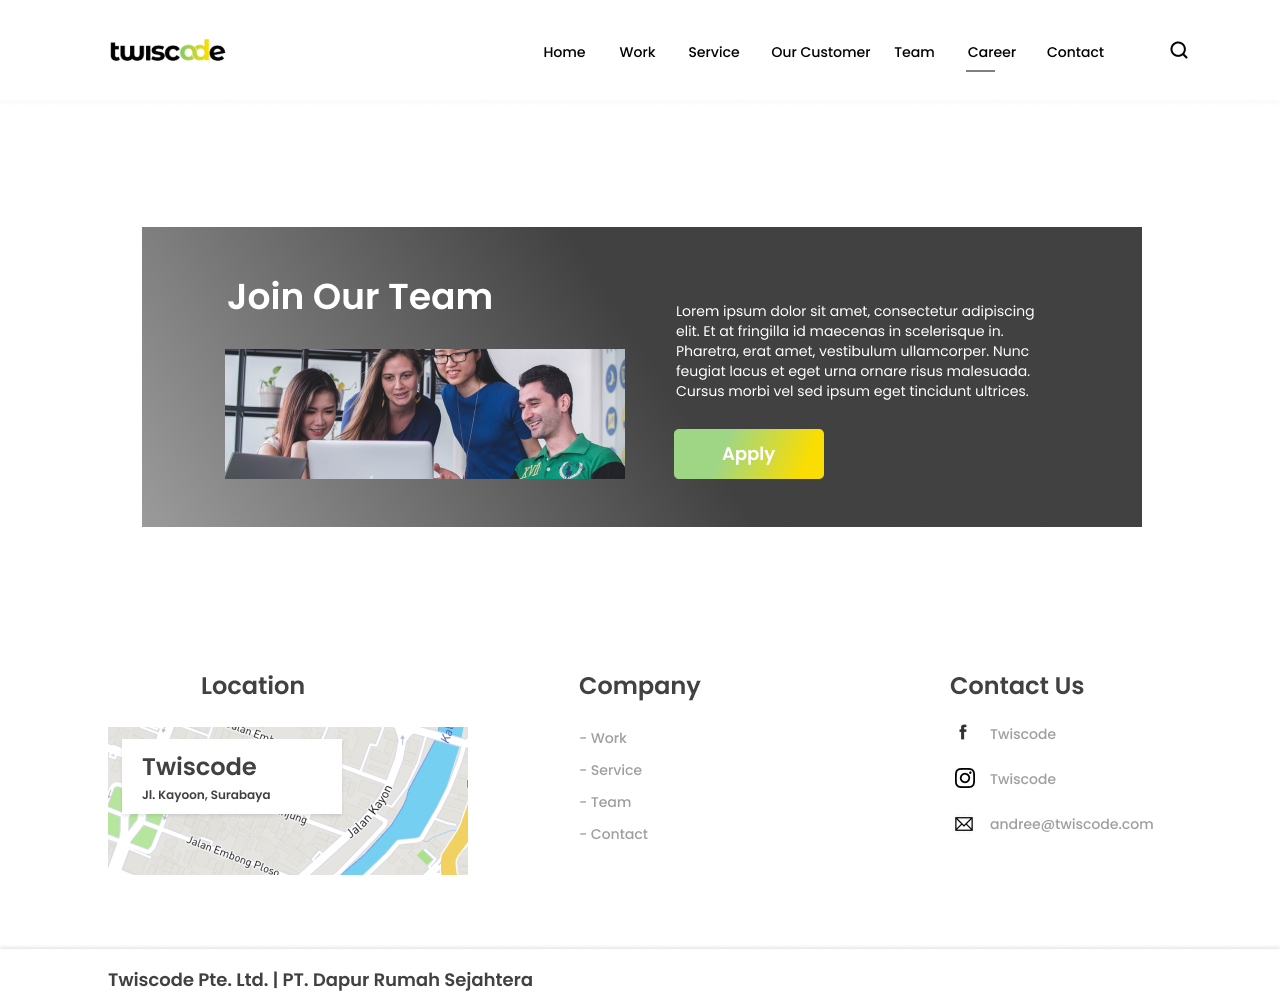 twiscode
Home Work Service Our Customer Team Career Contact
Join Our Team
Lorem ipsum dolor sit amet, consectetur adipiscing
elit. Et at fringilla id maecenas in scelerisque in.
Pharetra, erat amet, vestibulum ullamcorper. Nunc
feugiat lacus et eget urna ornare risus malesuada.
Cursus morbi vel sed ipsum eget tincidunt ultrices.
XVII
Apply
Location
Twiscode
Jl. Kayoon, Surabaya
Jalan Kayon
Jalan Embong Ploso
Company
- Work
- Service
- Team
- Contact
Contact Us
Twiscode
Twiscode
andree@twiscode.com
Twiscode Pte. Ltd. | PT. Dapur Rumah Sejahtera